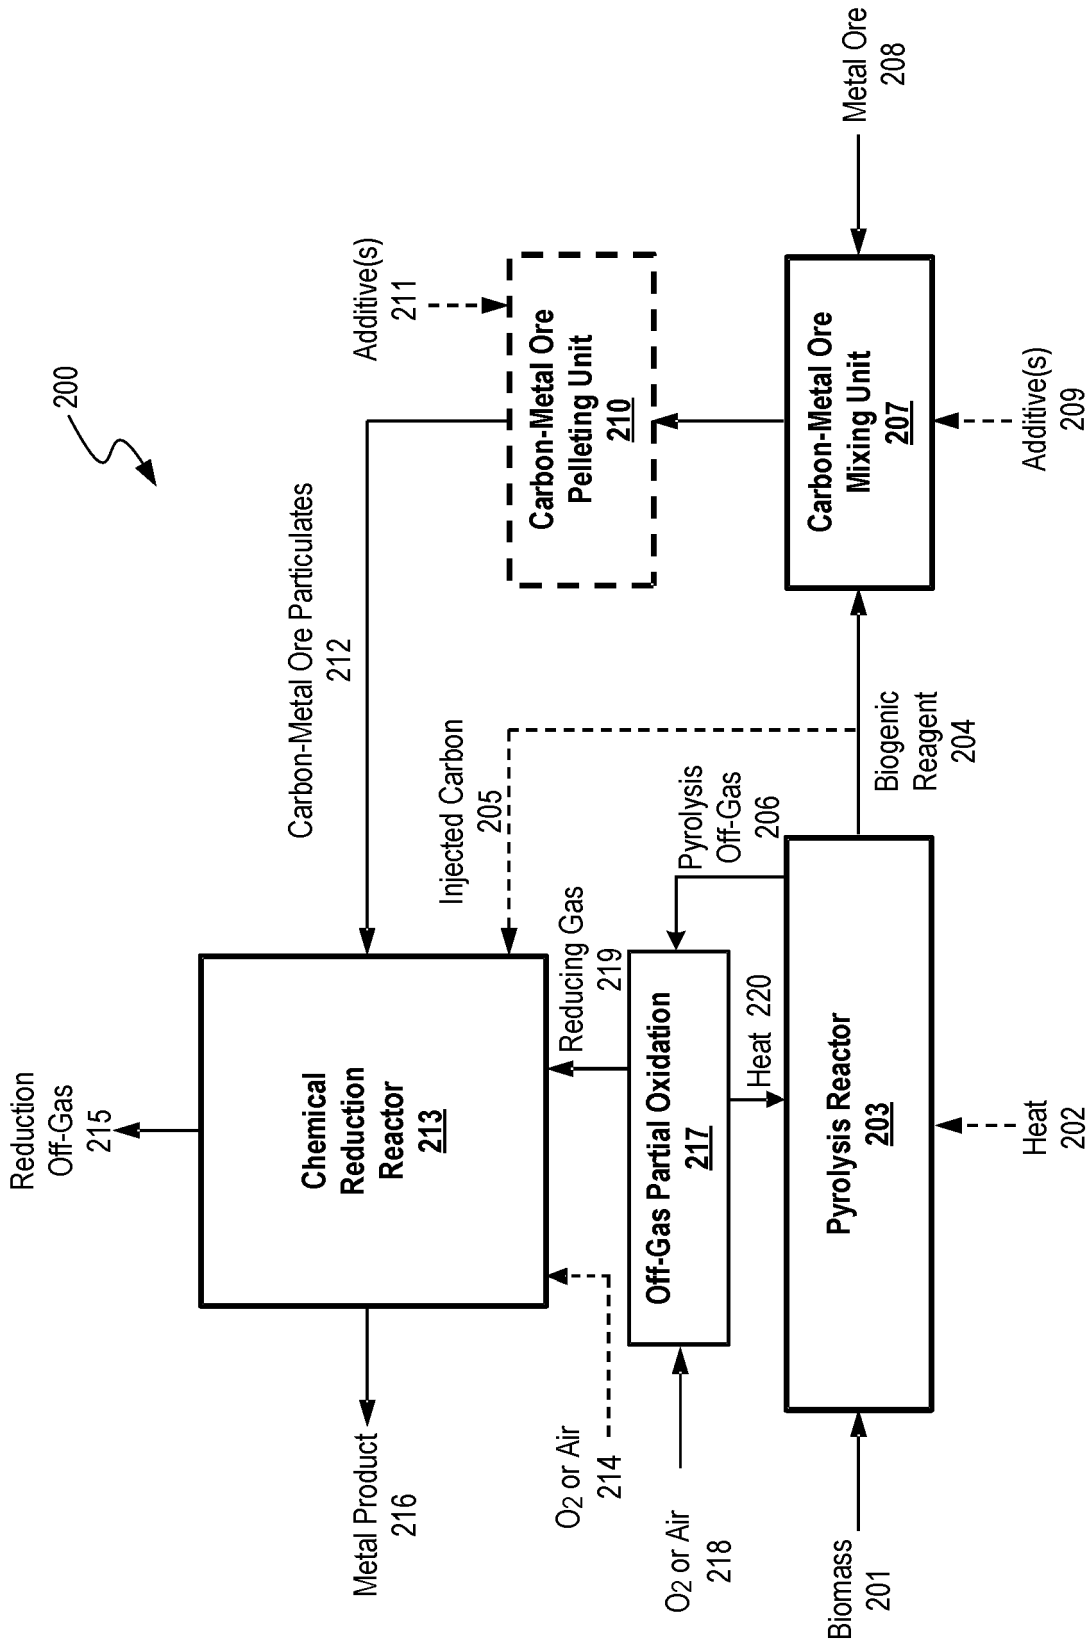 200
Reduction
Off-Gas
215
Metal Product
216
Chemical
Reduction
Reactor
213
Carbon-Metal Ore Particulates
212
Additive(s)
211
Injected Carbon
205
Carbon-Metal Ore
Pelleting Unit
210
O2 or Air
214
Reducing Gas
219
O2 or Air
218
Off-Gas Partial Oxidation
217
Pyrolysis
Off-Gas
206
Heat 220
Biomass
201
Pyrolysis Reactor
203
Heat
202
Biogenic
Reagent
204
Carbon-Metal Ore
Mixing Unit
207
Metal Ore
208
Additive(s)
209